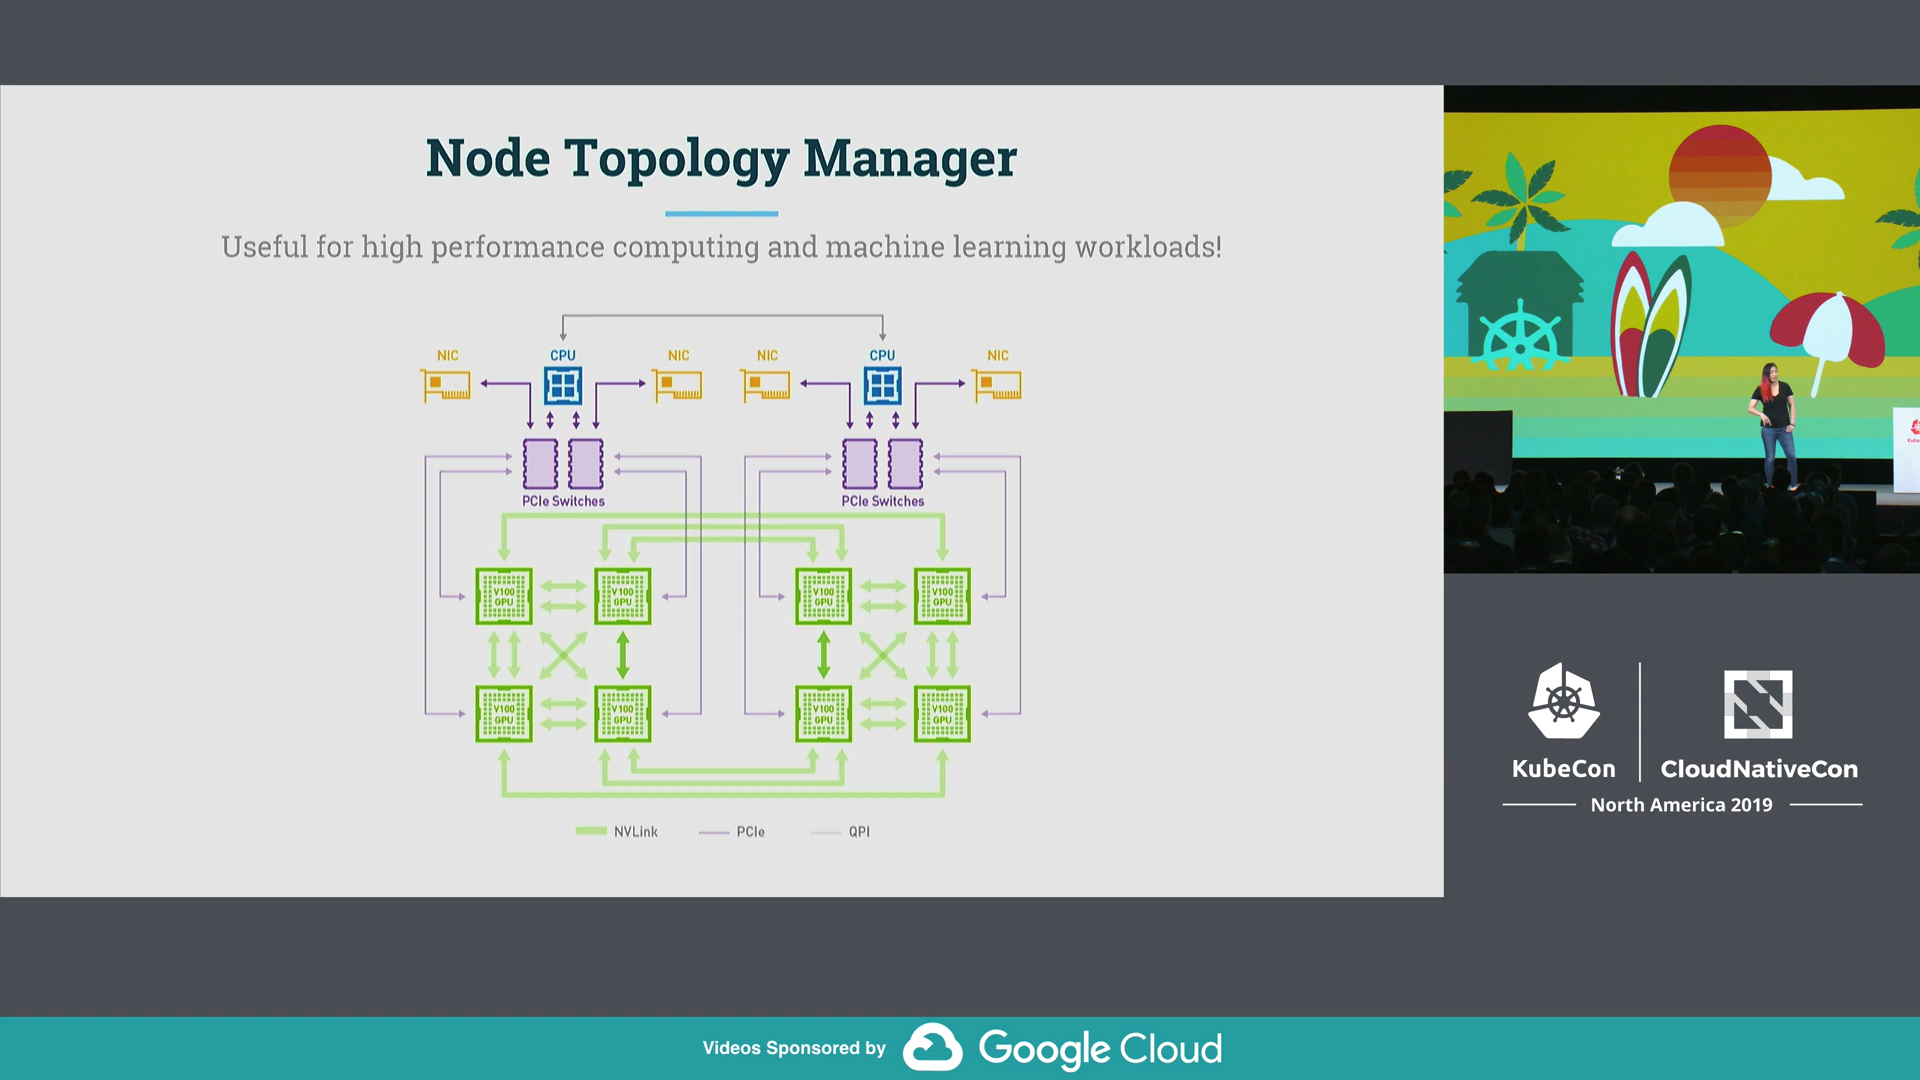 Node Topology Manager
Useful for high performance computing and machine learning workloads!
NIC CPU NIC NIC CPU NIC
PCIe Switches PCIe Switches
V100 GPU V100 GPU V100 GPU V100 GPU
V100 GPU V100 GPU V100 GPU V100 GPU
NVLink PCIe QPI
KubeCon CloudNativeCon
North America 2019
Videos Sponsored by Google Cloud